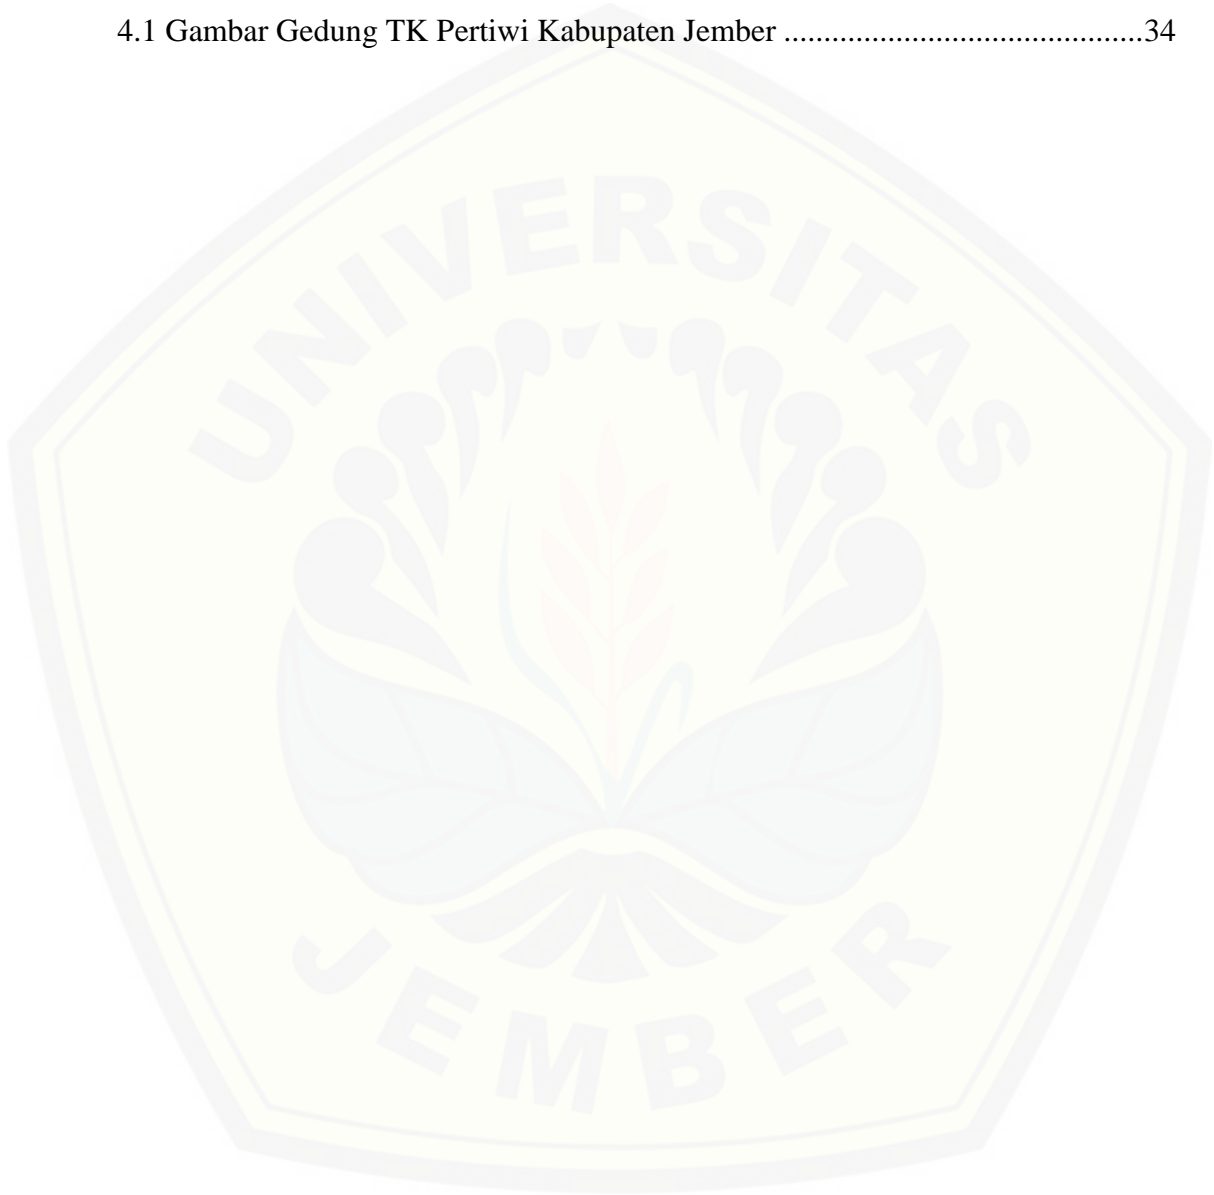 4.1 Gambar Gedung TK Pertiwi Kabupaten Jember .............................................34
UNIVERSITAS
JEMBER